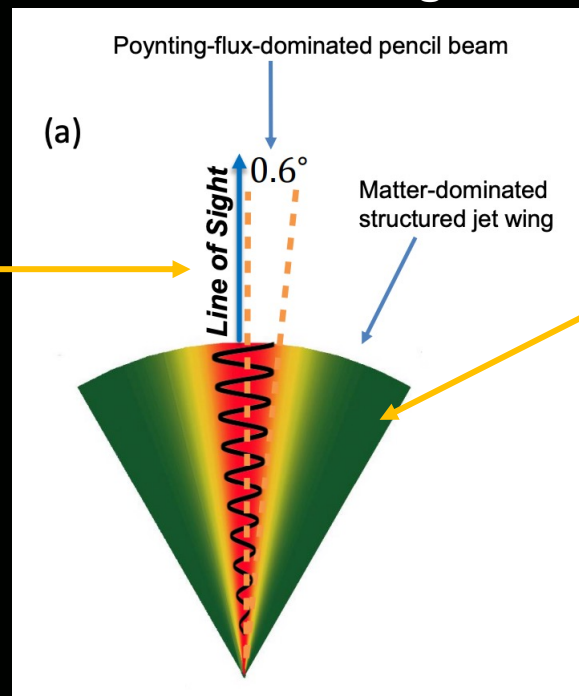 Poynting-flux-dominated pencil beam
(a)
0.6°
Line of Sight
Matter-dominated
structured jet wing